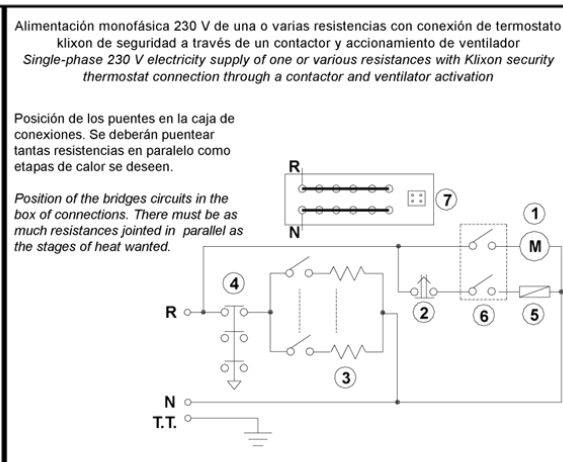 Alimentación monofásica 230 V de una o varias resistencias con conexión de termostato
klixon de seguridad a través de un contactor y accionamiento de ventilador
Single-phase 230 V electricity supply of one or various resistances with Klixon security
thermostat connection through a contactor and ventilator activation
Posición de los puentes en la caja de
conexiones. Se deberán puentear
tantas resistencias en paralelo como
etapas de calor se deseen.
Position of the bridges circuits in the
box of connections. There must be as
much resistances jointed in parallel as
the stages of heat wanted.
R
7
N
1
M
4
R
2
6
5
3
N
T.T.